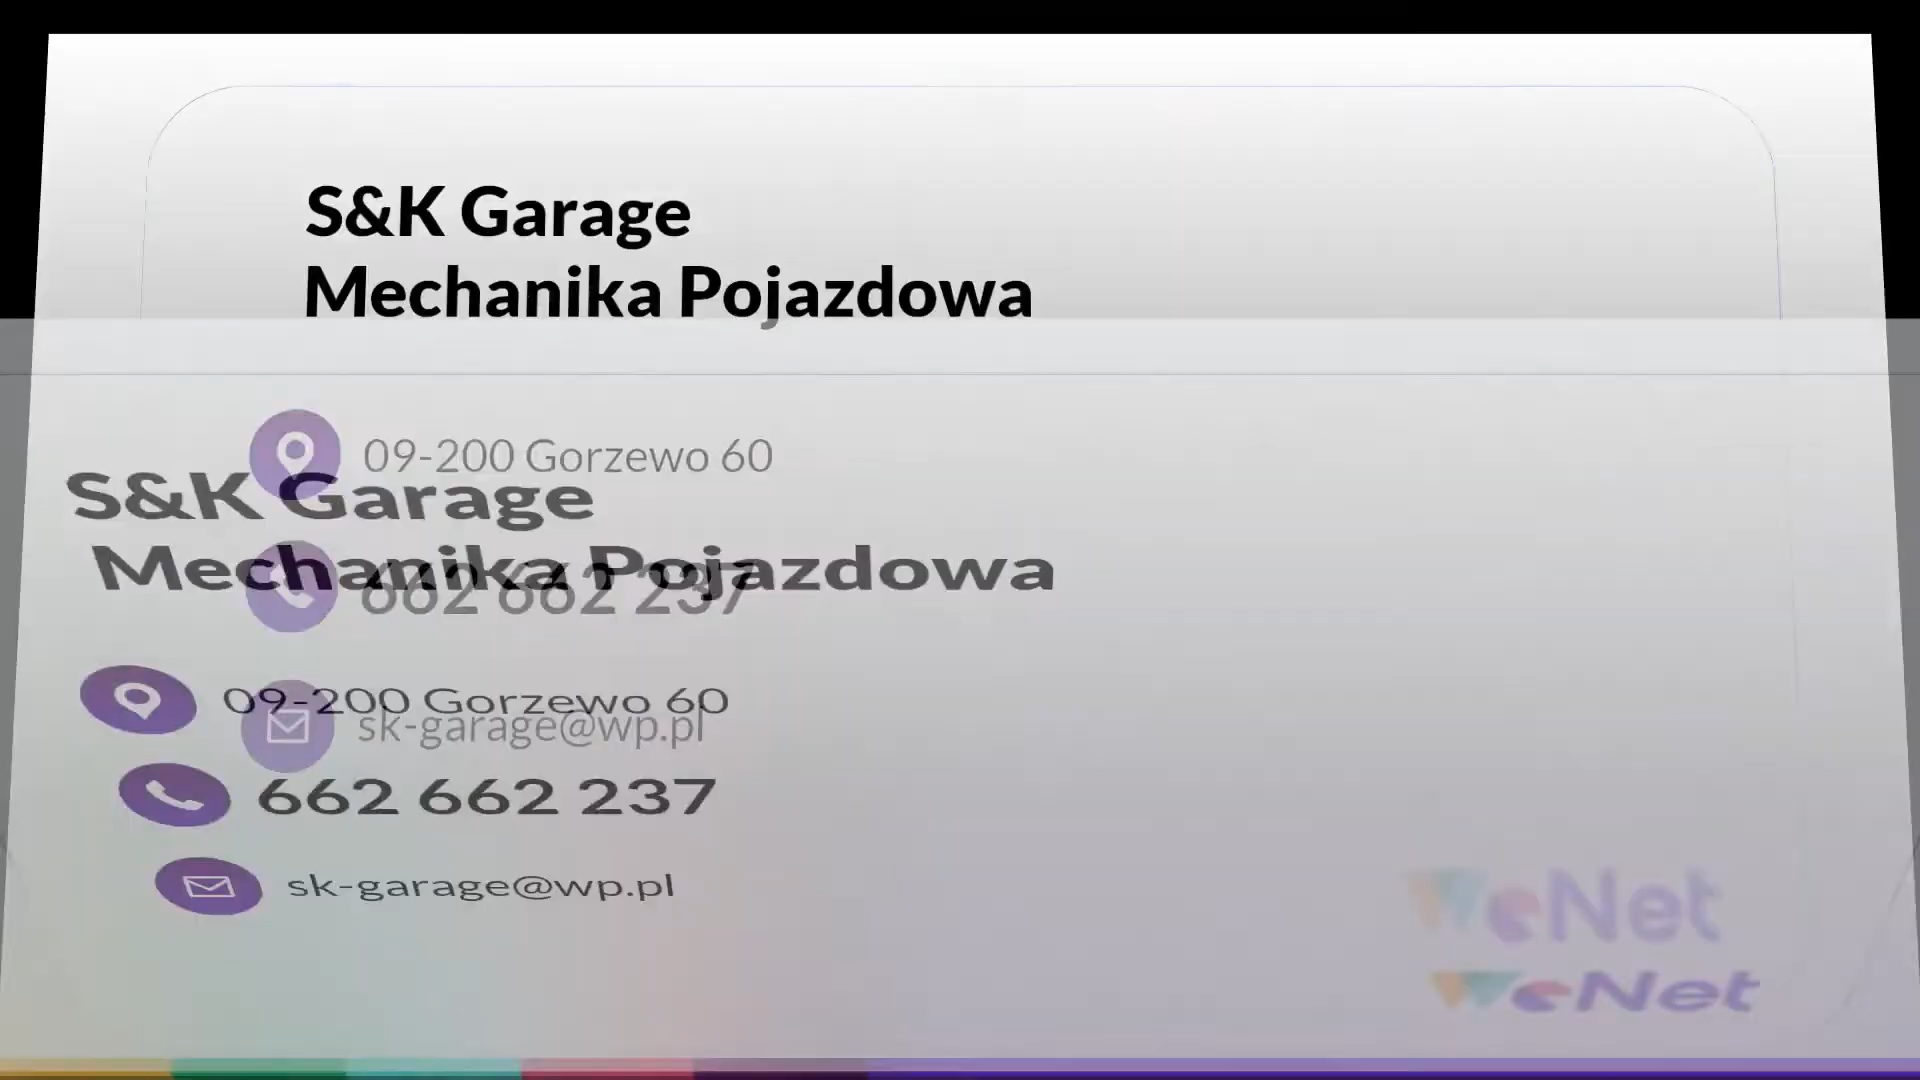 S&K Garage
Mechanika Pojazdowa
09-200 Gorzewo 60
S&K Garage
Mechanika Pojazdowa
662 662 237
09-200 Gorzewo 60
sk-garage@wp.pl
662 662 237
sk-garage@wp.pl
WeNet
WeNet